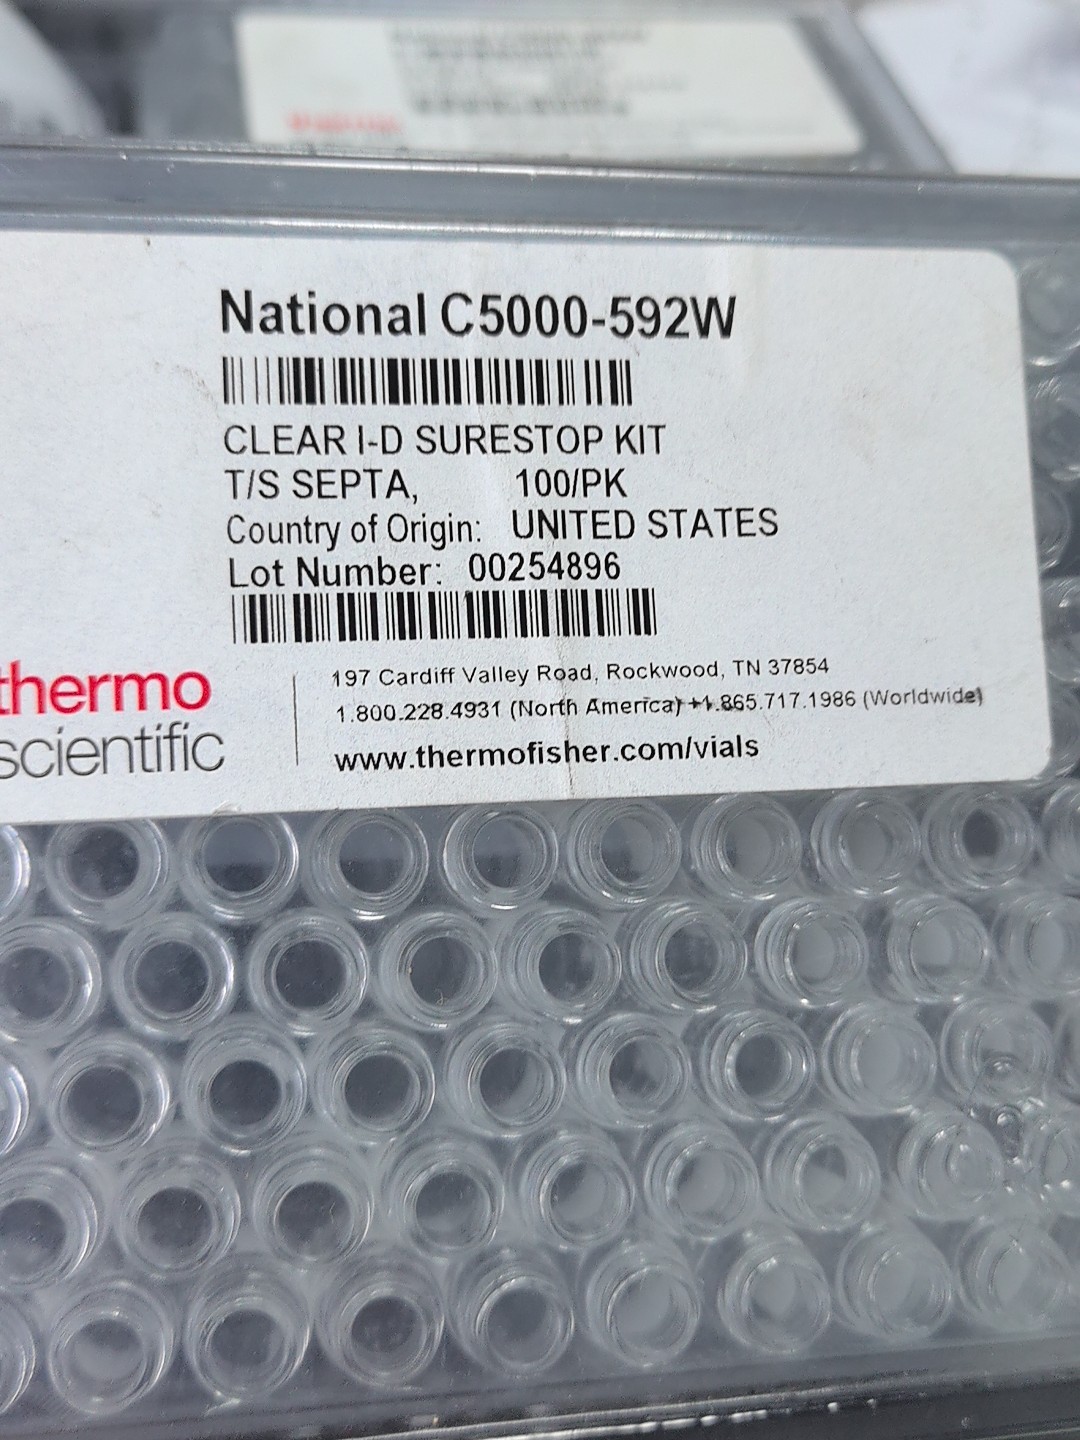 National C5000-592W
CLEAR I-D SURESTOP KIT
T/S SEPTA, 100/PK
Country of Origin: UNITED STATES
Lot Number: 00254896
thermo
scientific
197 Cardiff Valley Road, Rockwood, TN 37854
1.800.228.4931 (North America) +1.865.717.1986 (Worldwide)
www.thermofisher.com/vials